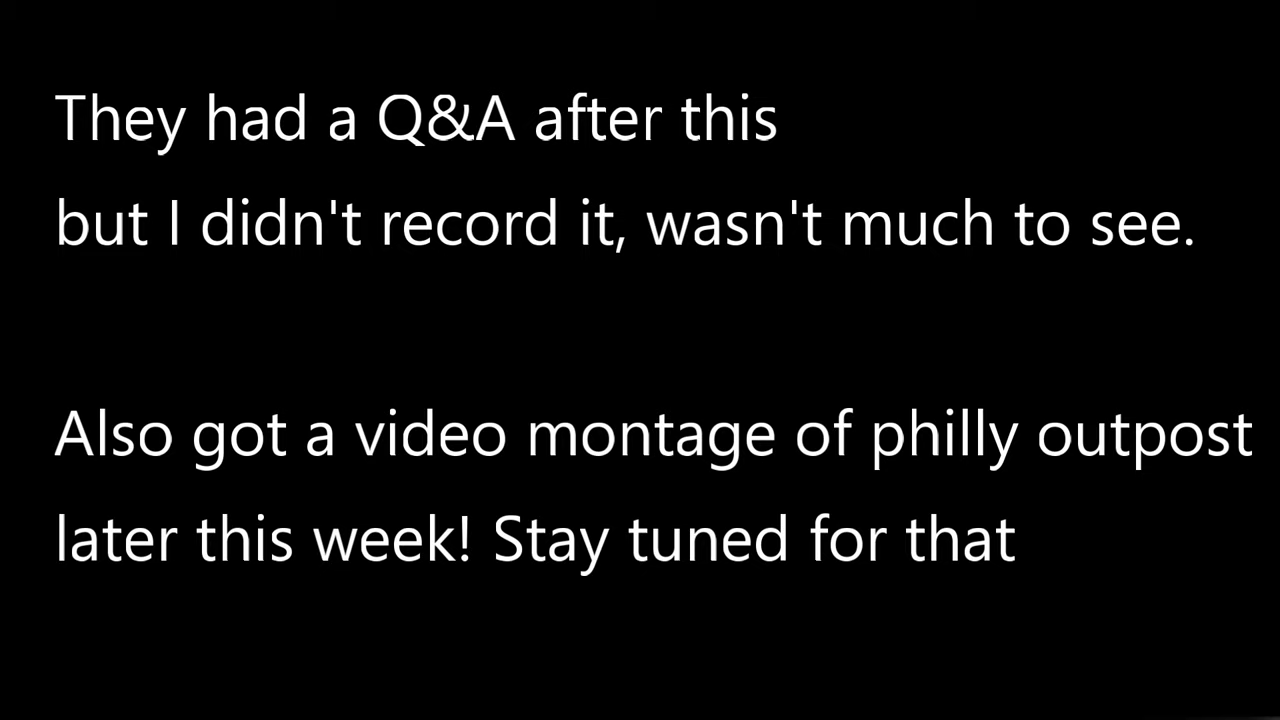 They had a Q&A after this
but I didn't record it, wasn't much to see.
Also got a video montage of philly outpost
later this week! Stay tuned for that